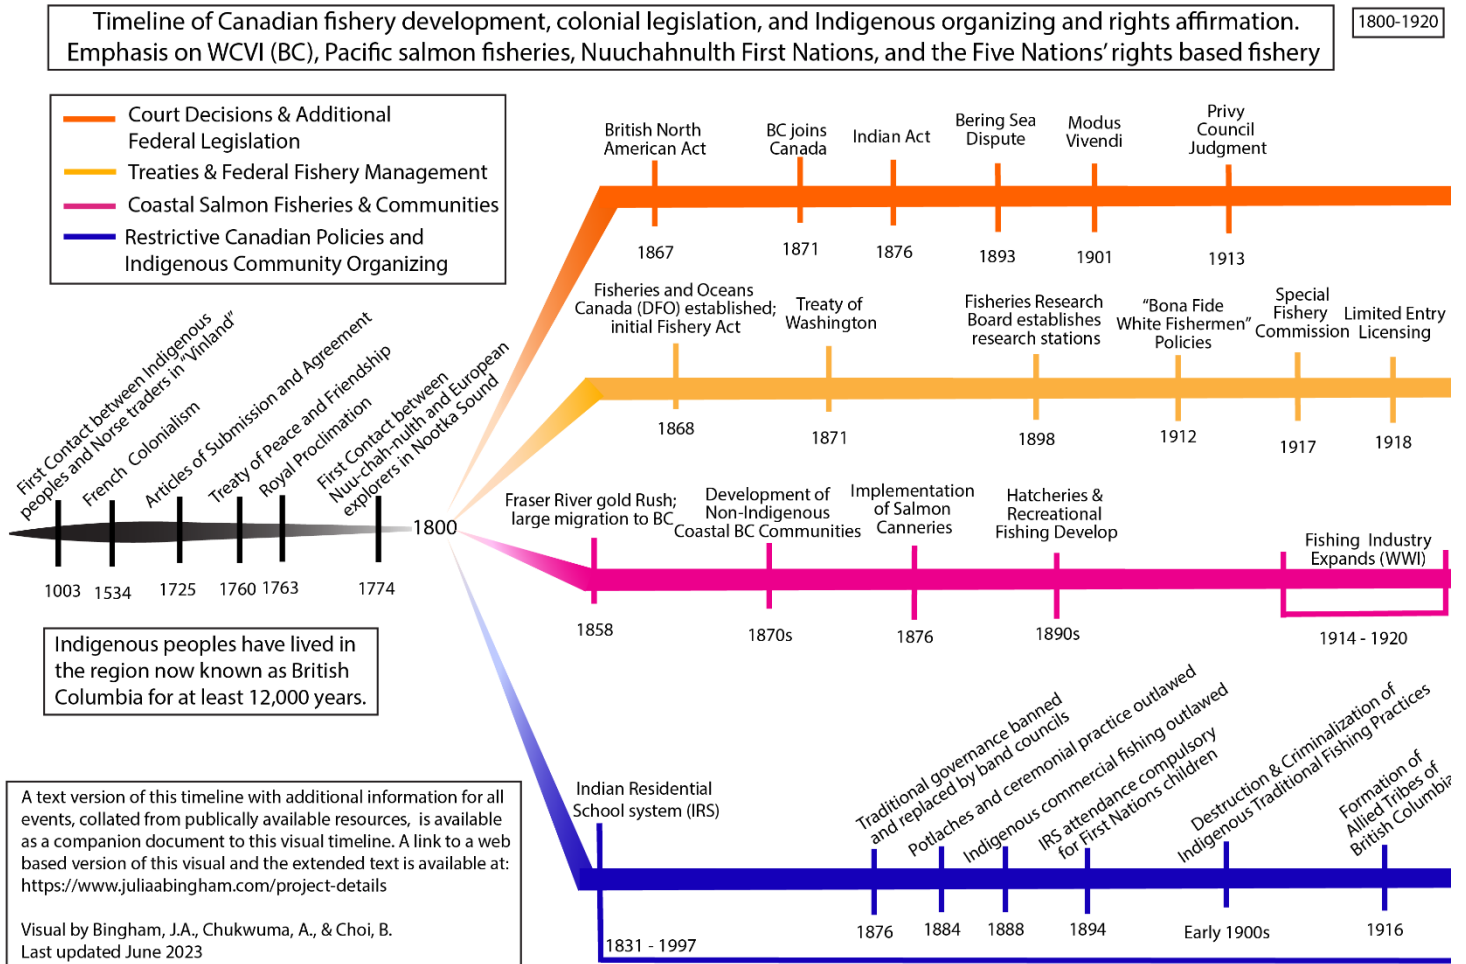 Timeline of Canadian fishery development, colonial legislation, and Indigenous organizing and rights affirmation.
Emphasis on WCVI (BC), Pacific salmon fisheries, Nuuchahnulth First Nations, and the Five Nations' rights based fishery
1800-1920
Court Decisions & Additional
Federal Legislation
Treaties & Federal Fishery Management
Coastal Salmon Fisheries & Communities
Restrictive Canadian Policies and
Indigenous Community Organizing
British North
American Act
1867
BC joins
Canada
1871
Indian Act
1876
Bering Sea
Dispute
1893
Modus
Vivendi
1901
Privy
Council
Judgment
1913
Fisheries and Oceans
Canada (DFO) established;
initial Fishery Act
1868
Treaty of
Washington
1871
Fisheries Research
Board establishes
research stations
1898
"Bona Fide
White Fishermen"
Policies
1912
Special
Fishery
Commission
1917
Limited Entry
Licensing
1918
First Contact between Indigenous
peoples and Norse traders in "Vinland"
1003
French Colonialism
1534
Articles of Submission and Agreement
1725
Treaty of Peace and Friendship
1760
Royal Proclimation
1763
First Contact between
Nuu-chah-nulth and European
explorers in Nootka Sound
1774
1800
Fraser River gold Rush;
large migration to BC
1858
Development of
Non-Indigenous
Coastal BC Communities
1870s
Implementation
of Salmon
Canneries
1876
Hatcheries &
Recreational
Fishing Develop
1890s
Fishing Industry
Expands (WWI)
1914 - 1920
Indigenous peoples have lived in
the region now known as British
Columbia for at least 12,000 years.
Indian Residential
School system (IRS)
1831 - 1997
Traditional governance banned
and replaced by band councils
1876
Potlaches and ceremonial practice outlawed
1884
Indigenous commercial fishing outlawed
1888
IRS attendance compulsory
for First Nations children
1894
Destruction & Criminalization of
Indigenous Traditional Fishing Practices
Early 1900s
Formation of
Allied Tribes of
British Columbia
1916
A text version of this timeline with additional information for all
events, collated from publically available resources, is available
as a companion document to this visual timeline. A link to a web
based version of this visual and the extended text is available at:
https://www.juliaabingham.com/project-details
Visual by Bingham, J.A., Chukwuma, A., & Choi, B.
Last updated June 2023